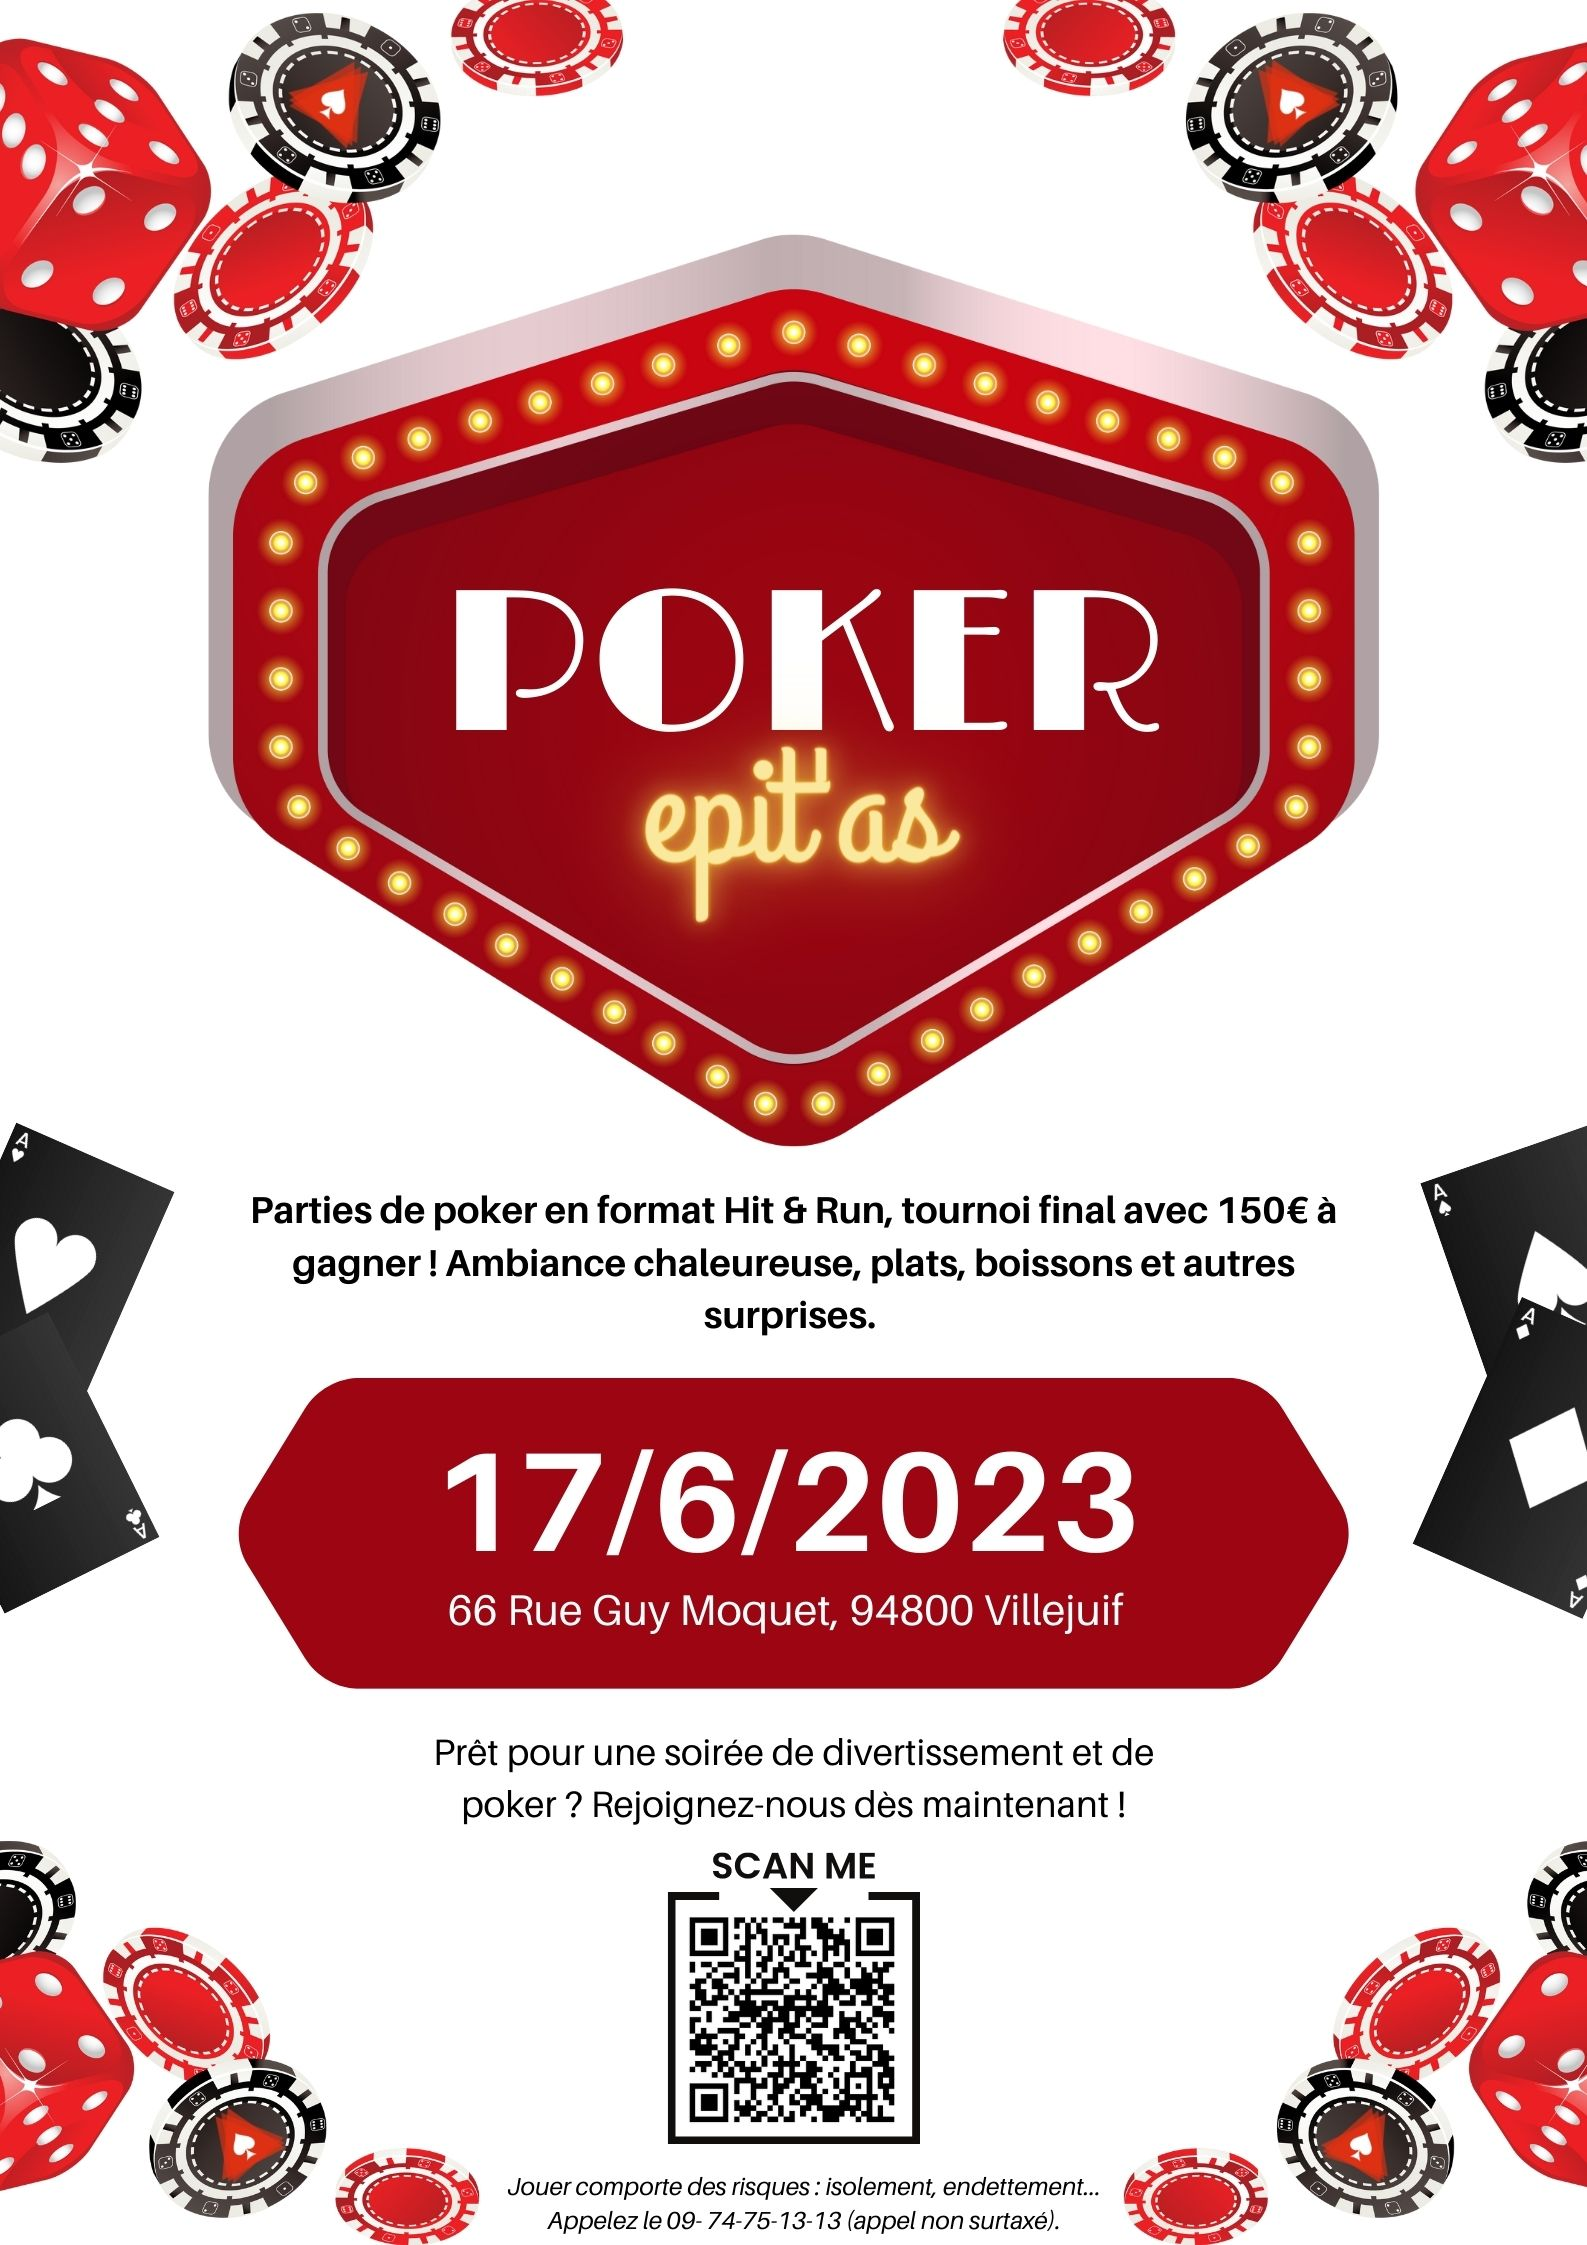 POKER
epit'as
A
A
A
Parties de poker en format Hit & Run, tournoi final avec 150€ à
gagner ! Ambiance chaleureuse, plats, boissons et autres
surprises.
17/6/2023
66 Rue Guy Moquet, 94800 Villejuif
A
A
Prêt pour une soirée de divertissement et de
poker ? Rejoignez-nous dès maintenant !
SCAN ME
Jouer comporte des risques : isolement, endettement...
Appelez le 09- 74-75-13-13 (appel non surtaxé).